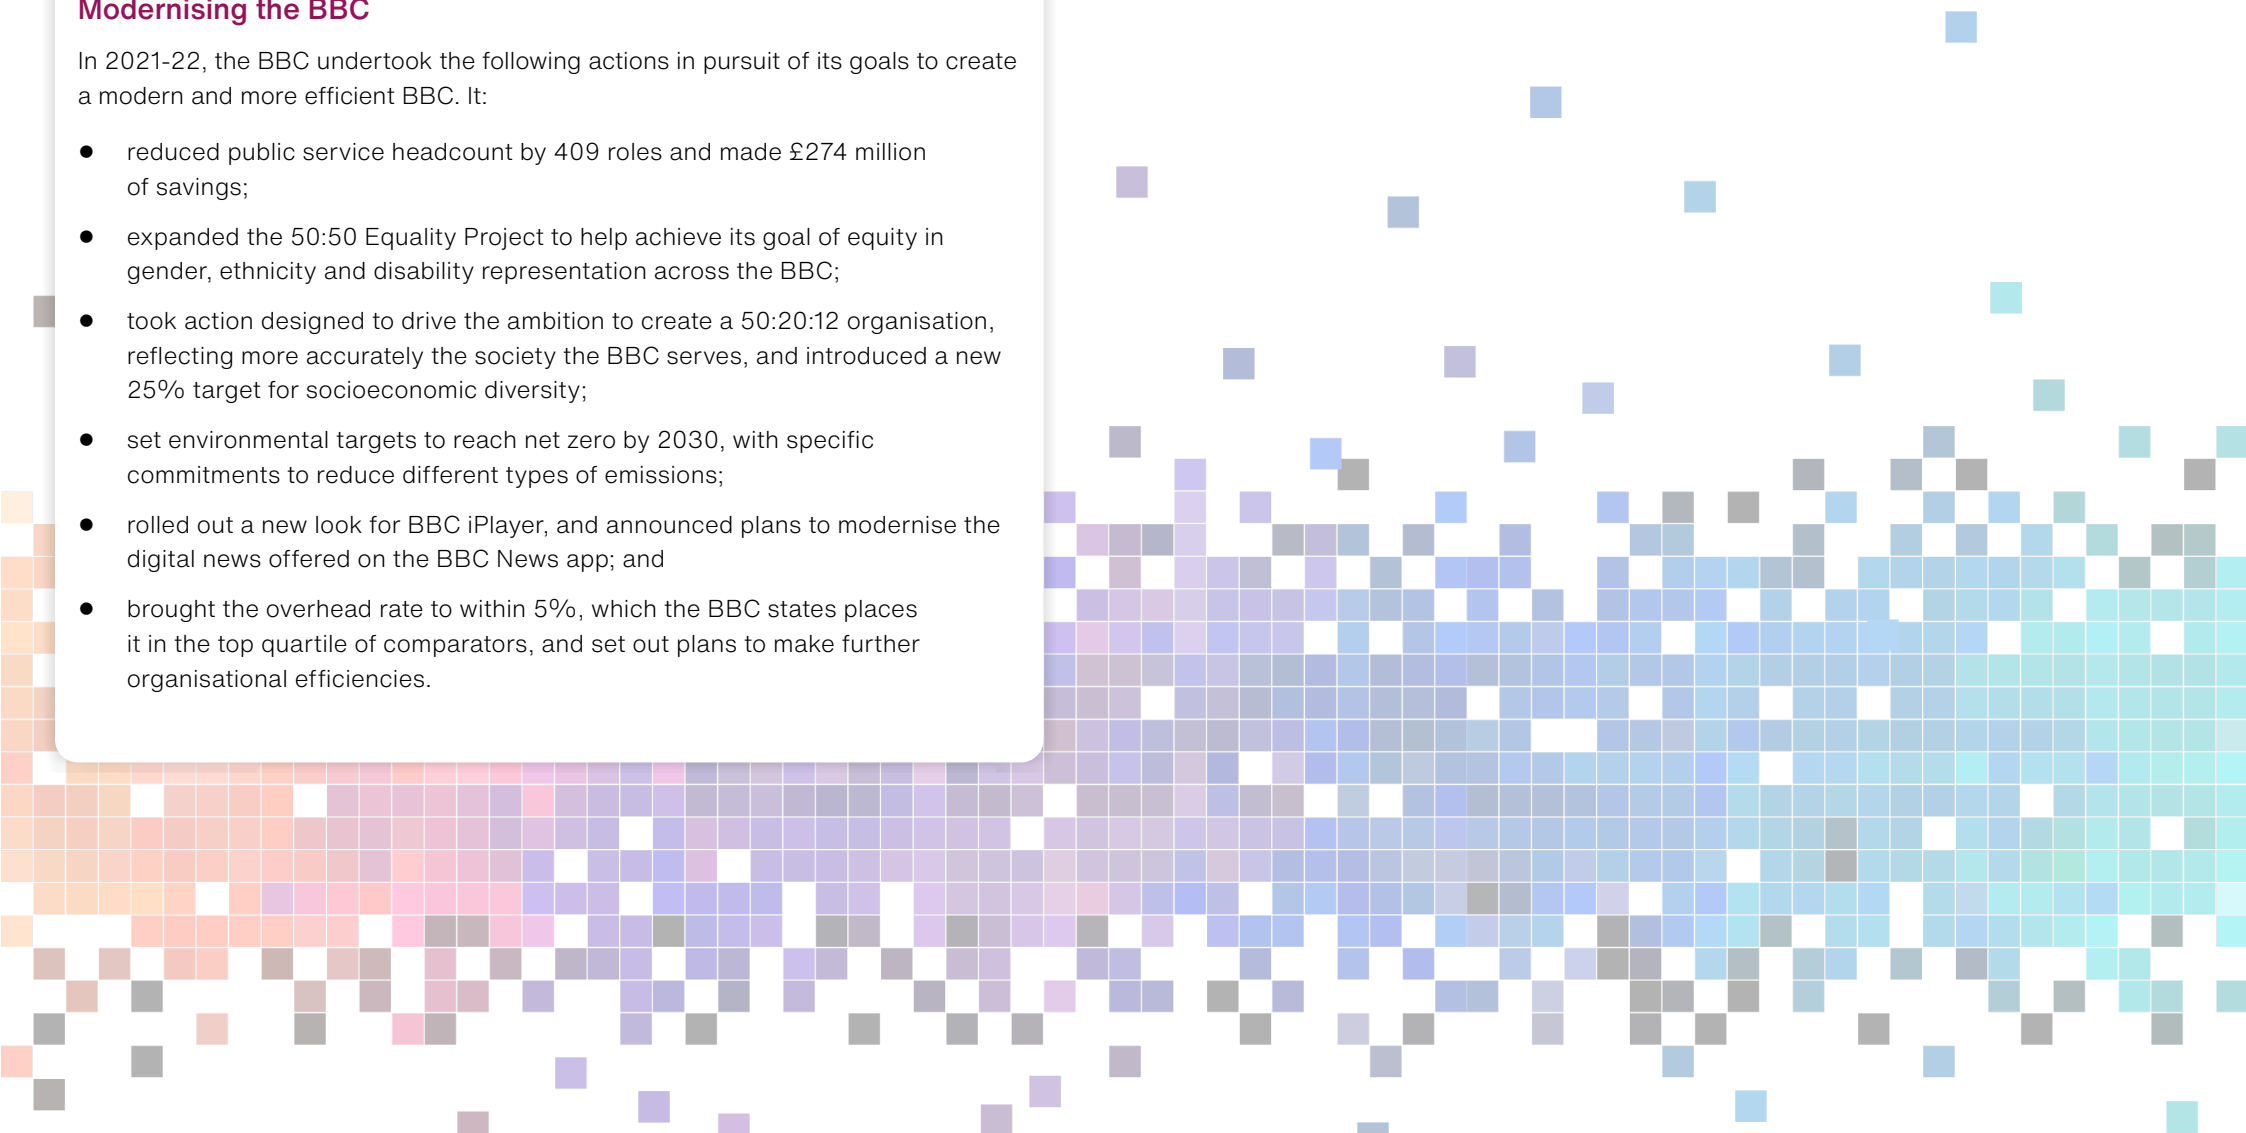 Modernising the BBC
In 2021-22, the BBC undertook the following actions in pursuit of its goals to create
a modern and more efficient BBC. It:
● reduced public service headcount by 409 roles and made £274 million
of savings;
● expanded the 50:50 Equality Project to help achieve its goal of equity in
gender, ethnicity and disability representation across the BBC;
● took action designed to drive the ambition to create a 50:20:12 organisation,
reflecting more accurately the society the BBC serves, and introduced a new
25% target for socioeconomic diversity;
● set environmental targets to reach net zero by 2030, with specific
commitments to reduce different types of emissions;
● rolled out a new look for BBC iPlayer, and announced plans to modernise the
digital news offered on the BBC News app; and
● brought the overhead rate to within 5%, which the BBC states places
it in the top quartile of comparators, and set out plans to make further
organisational efficiencies.